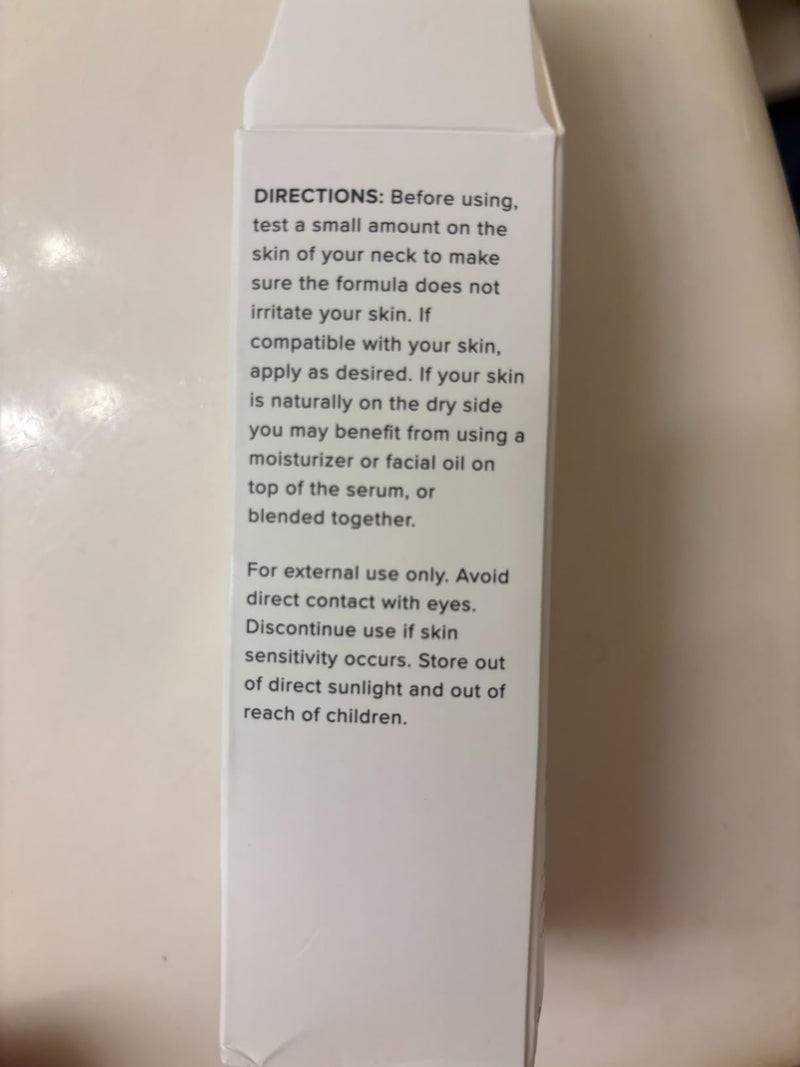 DIRECTIONS: Before using,
test a small amount on the
skin of your neck to make
sure the formula does not
irritate your skin. If
compatible with your skin,
apply as desired. If your skin
is naturally on the dry side
you may benefit from using a
moisturizer or facial oil on
top of the serum, or
blended together.
For external use only. Avoid
direct contact with eyes.
Discontinue use if skin
sensitivity occurs. Store out
of direct sunlight and out of
reach of children.